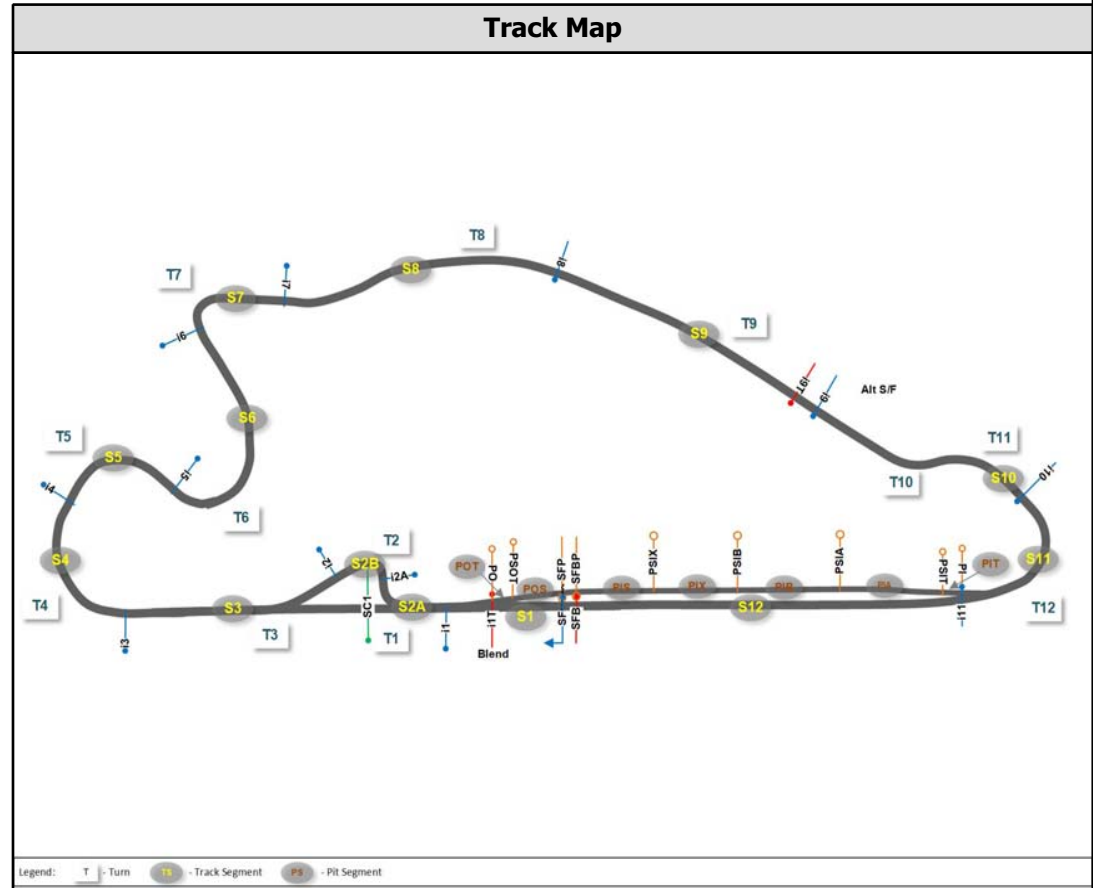 Track Map
T8
i8
S8
T7
i7
S7
i6
S9
T9
i9T
i9
Alt S/F
S6
T5
S5
i5
i4
T6
T11
S10
i10
T10
S4
T4
T2
i2
S2B
i2A
SC1
S2A
S3
T3
T1
i3
i1
POT
PO
PSOT
POS
SFP
SFBP
PIS
PSIX
PIX
PSIB
PIB
PSIA
PIA
PSIT
PI
PIT
S11
T12
i1T
S1
SF
SFB
S12
i11
Blend
Legend: T - Turn TS - Track Segment PS - Pit Segment